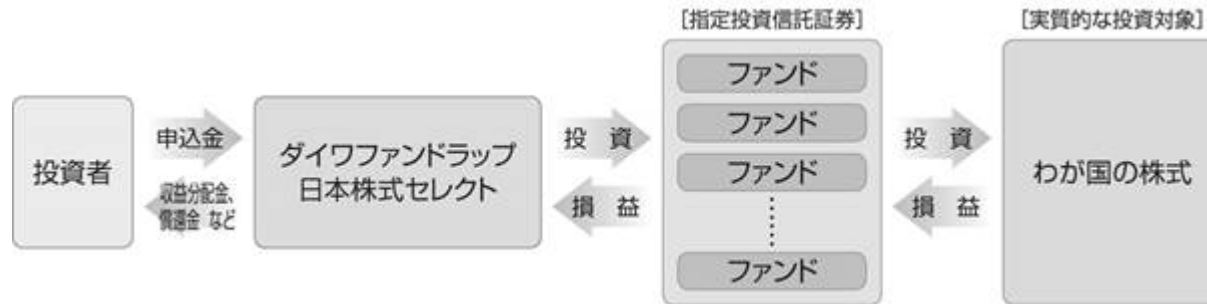 [指定投資信託証券]
[実質的な投資対象]
投資者
申込金
収益分配金、
償還金 など
ダイワファンドラップ
日本株式セレクト
投 資
損 益
ファンド
ファンド
ファンド
ファンド
投 資
損 益
わが国の株式